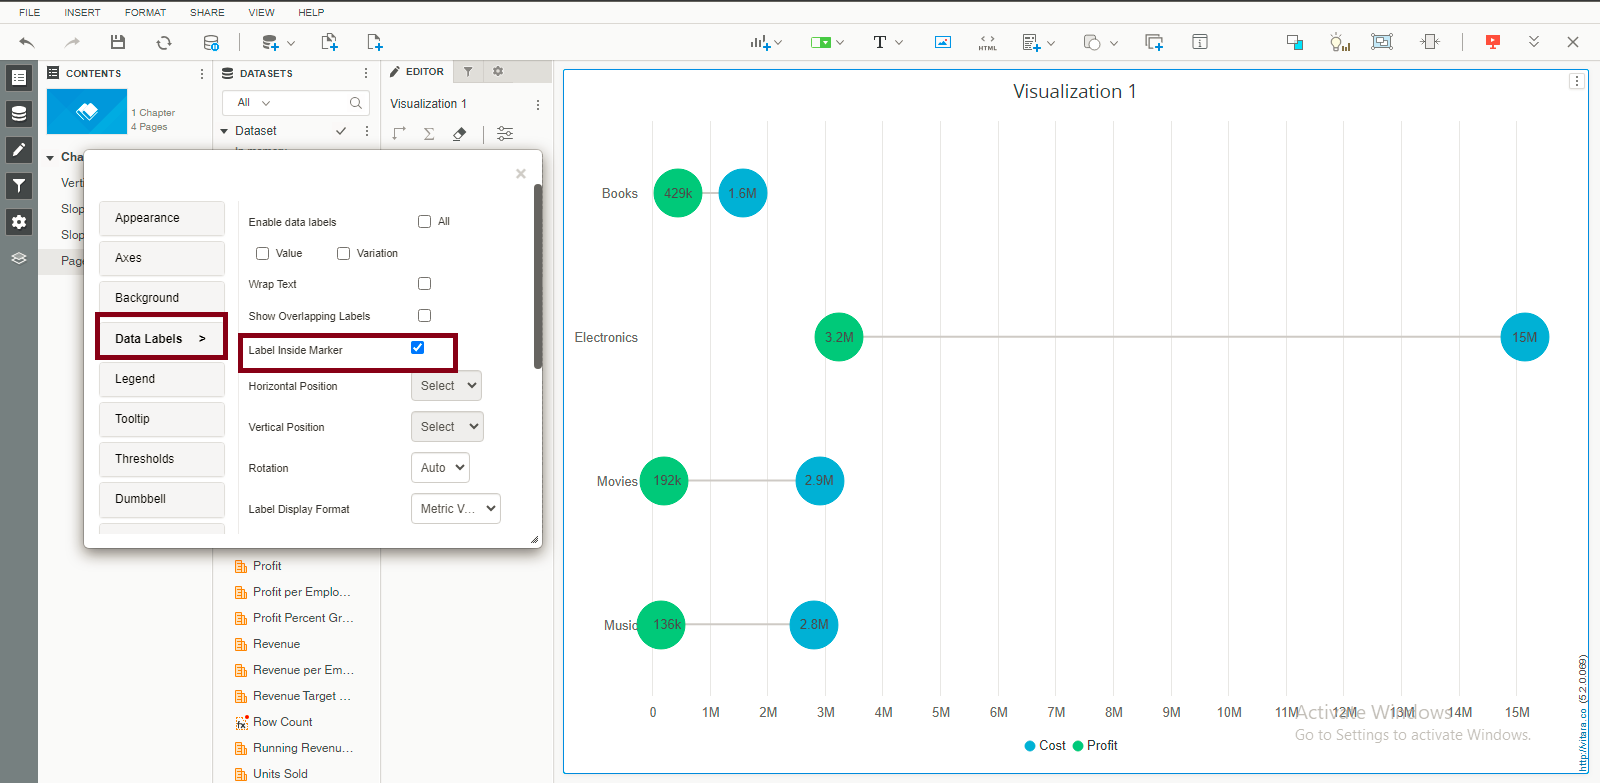 FILE INSERT FORMAT SHARE VIEW HELP
T
HTML
CONTENTS
DATASETS
EDITOR
1 Chapter
4 Pages
All
Visualization 1
Dataset
Cha
Verti
Slop
Slop
Page
×
Appearance
Axes
Background
Data Labels >
Legend
Tooltip
Thresholds
Dumbbell
Enable data labels All
Value Variation
Wrap Text
Show Overlapping Labels
Label Inside Marker
Horizontal Position Select
Vertical Position Select
Rotation Auto
Label Display Format Metric V...
Profit
Profit per Emplo...
Profit Percent Gr...
Revenue
Revenue per Em...
Revenue Target ...
fx Row Count
Running Revenu...
Units Sold
Visualization 1
Books 429k 1.6M
Electronics 3.2M 15M
Movies 192k 2.9M
Music 136k 2.8M
0 1M 2M 3M 4M 5M 6M 7M 8M 9M 10M 11M 12M 13M 14M 15M
Cost Profit
Activate Windows
Go to Settings to activate Windows.
http://vitara.co (5.2.0.069)